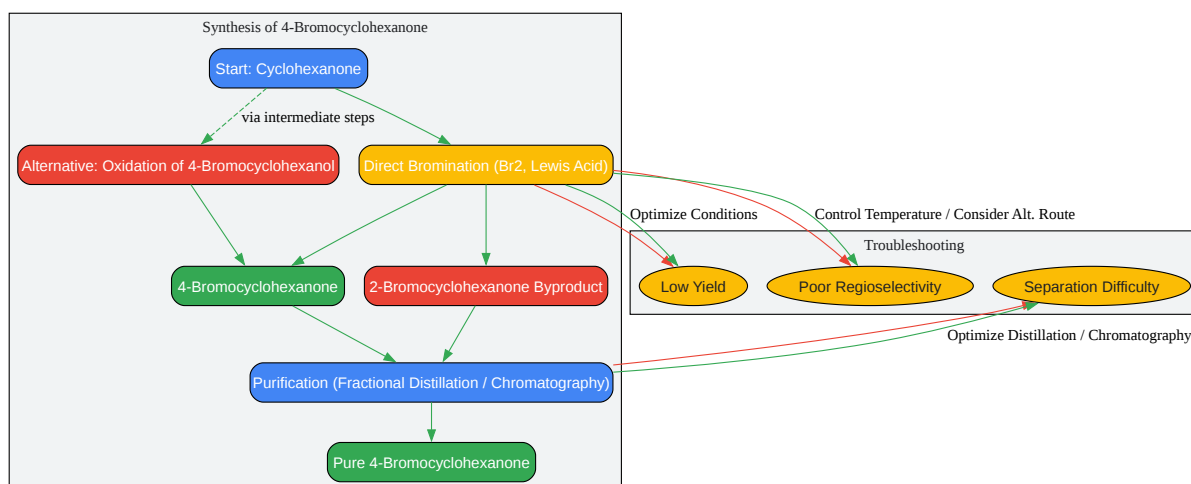 Synthesis of 4-Bromocyclohexanone
Start: Cyclohexanone
via intermediate steps
Alternative: Oxidation of 4-Bromocyclohexanol
Direct Bromination (Br2, Lewis Acid)
Optimize Conditions
Control Temperature / Consider Alt. Route
Troubleshooting
4-Bromocyclohexanone
2-Bromocyclohexanone Byproduct
Low Yield
Poor Regioselectivity
Separation Difficulty
Optimize Distillation / Chromatography
Purification (Fractional Distillation / Chromatography)
Pure 4-Bromocyclohexanone